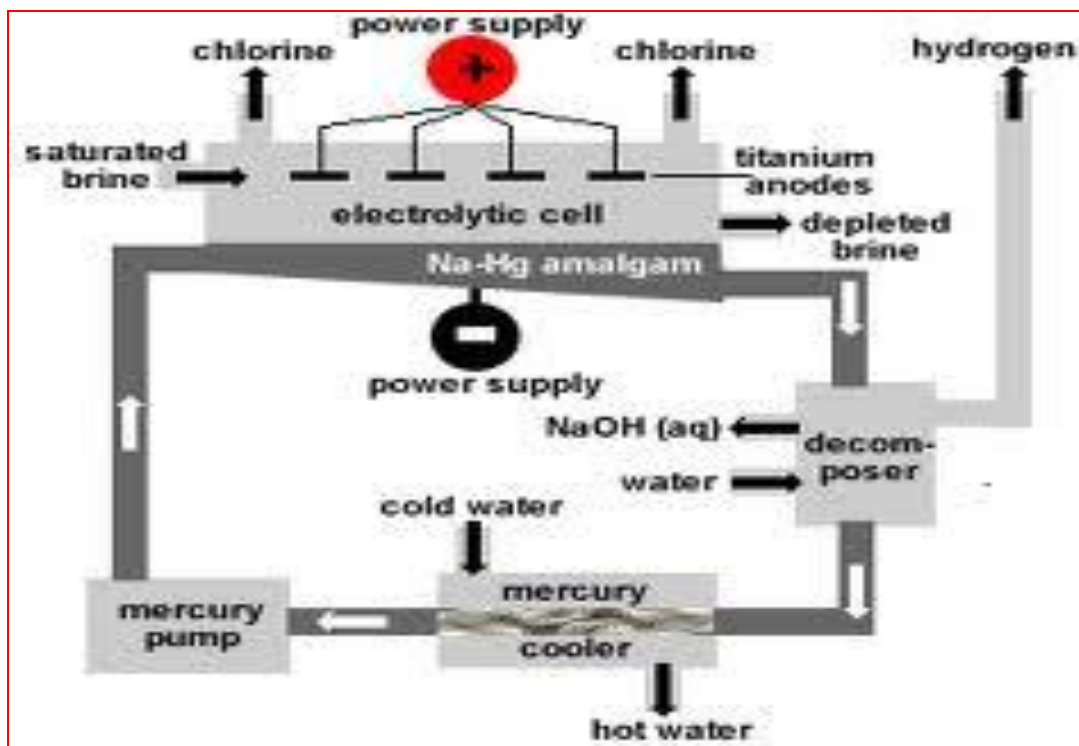 power supply
chlorine
chlorine
hydrogen
+
saturated
brine
titanium
anodes
electrolytic cell
depleted
brine
Na-Hg amalgam
power supply
NaOH (aq)
decom-
poser
water
cold water
mercury
cooler
mercury
pump
hot water